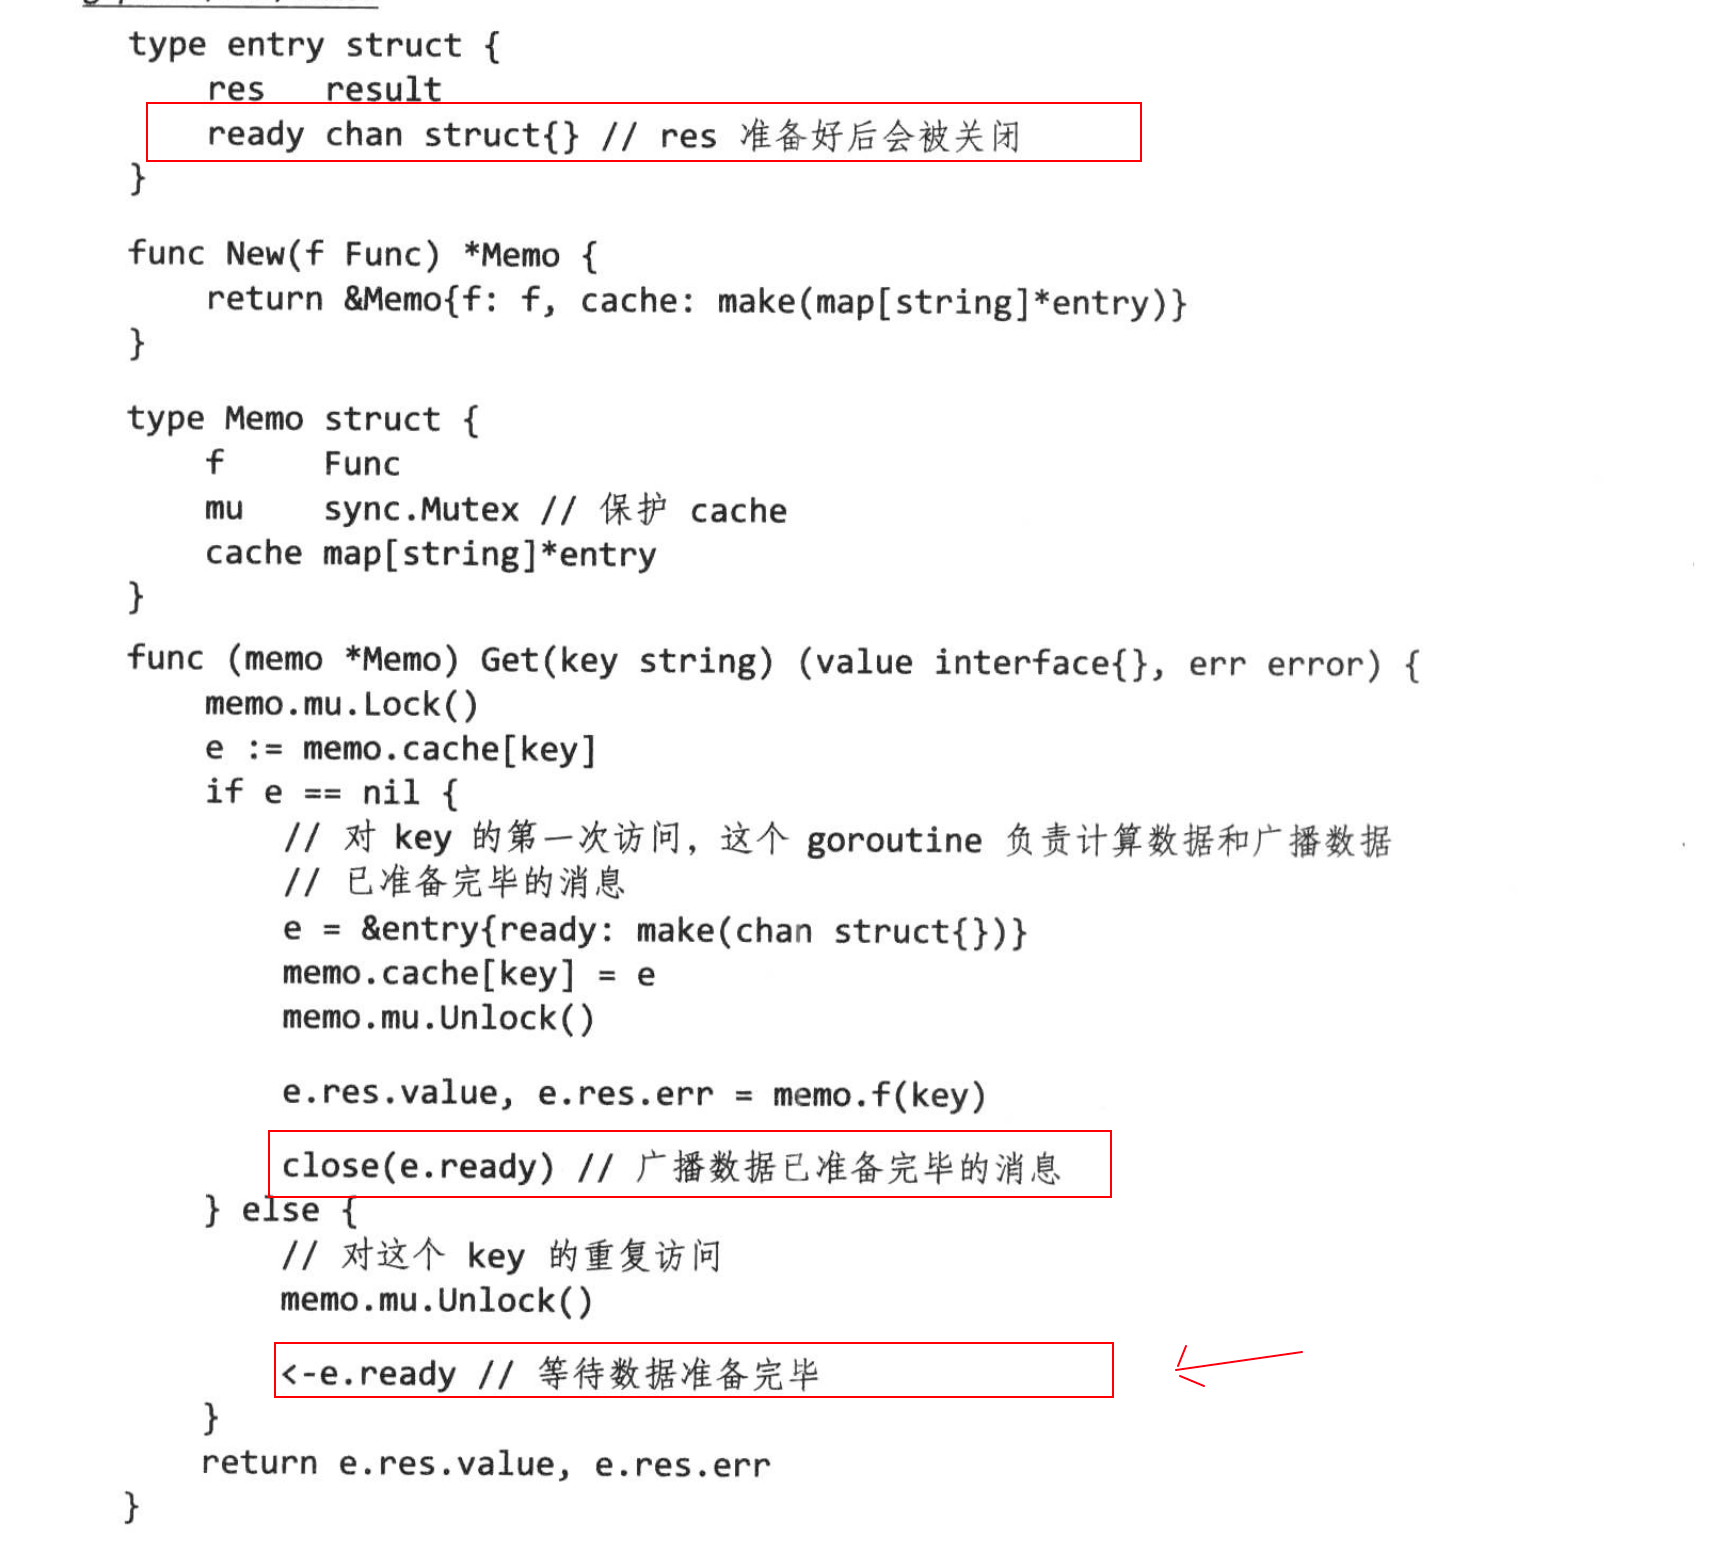 type entry struct {
res result
ready chan struct{} // res 准备好后会被关闭
}
func New(f Func) *Memo {
return &Memo{f: f, cache: make(map[string]*entry)}
}
type Memo struct {
f Func
mu sync.Mutex // 保护 cache
cache map[string]*entry
}
func (memo *Memo) Get(key string) (value interface{}, err error) {
memo.mu.Lock()
e := memo.cache[key]
if e == nil {
// 对 key 的第一次访问，这个 goroutine 负责计算数据和广播数据
// 已准备完毕的消息
e = &entry{ready: make(chan struct{})}
memo.cache[key] = e
memo.mu.Unlock()
e.res.value, e.res.err = memo.f(key)
close(e.ready) // 广播数据已准备完毕的消息
} else {
// 对这个 key 的重复访问
memo.mu.Unlock()
<-e.ready // 等待数据准备完毕
}
return e.res.value, e.res.err
}